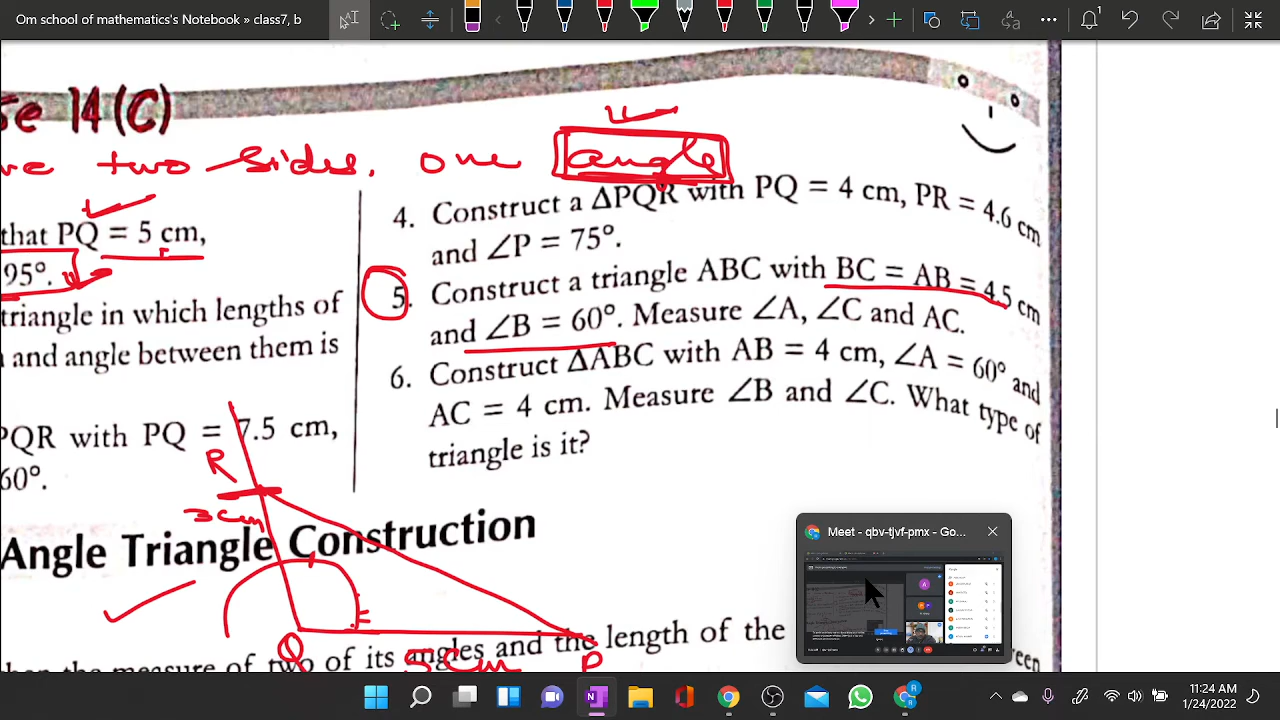 Om school of mathematics's Notebook » class7, b
se 14(C)
ve two sides, one angle
that PQ = 5 cm,
95°.
triangle in which lengths of
and angle between them is
PQR with PQ = 7.5 cm,
60°.
4. Construct a ΔPQR with PQ = 4 cm, PR = 4.6 cm
and ∠P = 75°.
5. Construct a triangle ABC with BC = AB = 4.5 cm
and ∠B = 60°. Measure ∠A, ∠C and AC.
6. Construct ΔABC with AB = 4 cm, ∠A = 60° and
AC = 4 cm. Measure ∠B and ∠C. What type of
triangle is it?
R
3cm
Angle Triangle Construction
Meet - qbv-tjvf-pmx - Go...
of its angles and the length of the
Q 5cm P
the measure of two
11:24 AM
1/24/2022